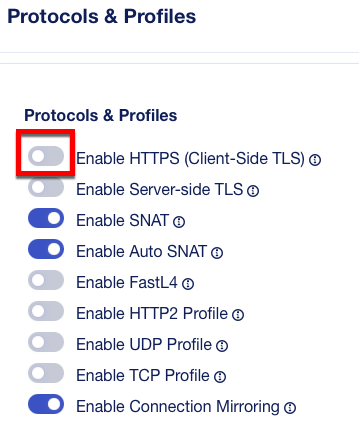 Protocols & Profiles
Protocols & Profiles
Enable HTTPS (Client-Side TLS)
Enable Server-side TLS
Enable SNAT
Enable Auto SNAT
Enable FastL4
Enable HTTP2 Profile
Enable UDP Profile
Enable TCP Profile
Enable Connection Mirroring